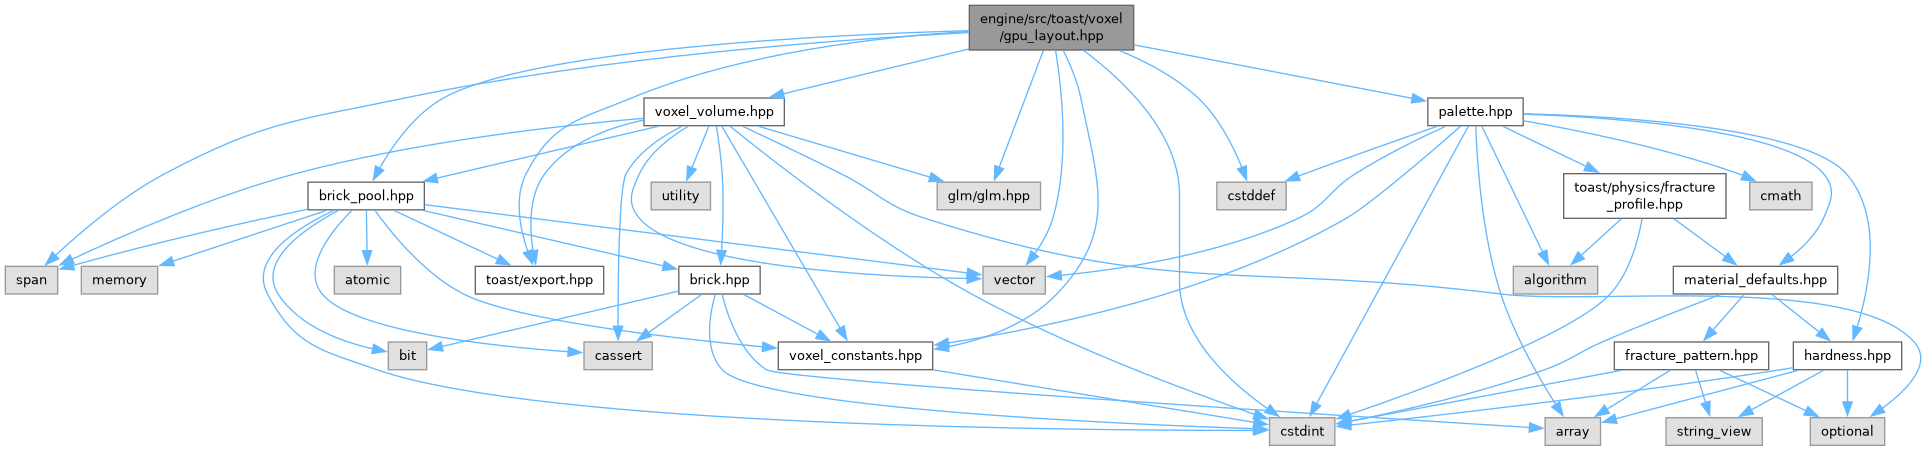 engine/src/toast/voxel
/gpu_layout.hpp
voxel_volume.hpp
palette.hpp
brick_pool.hpp
utility
glm/glm.hpp
cstddef
toast/physics/fracture
_profile.hpp
cmath
span
memory
atomic
toast/export.hpp
brick.hpp
vector
algorithm
material_defaults.hpp
bit
cassert
voxel_constants.hpp
fracture_pattern.hpp
hardness.hpp
cstdint
array
string_view
optional